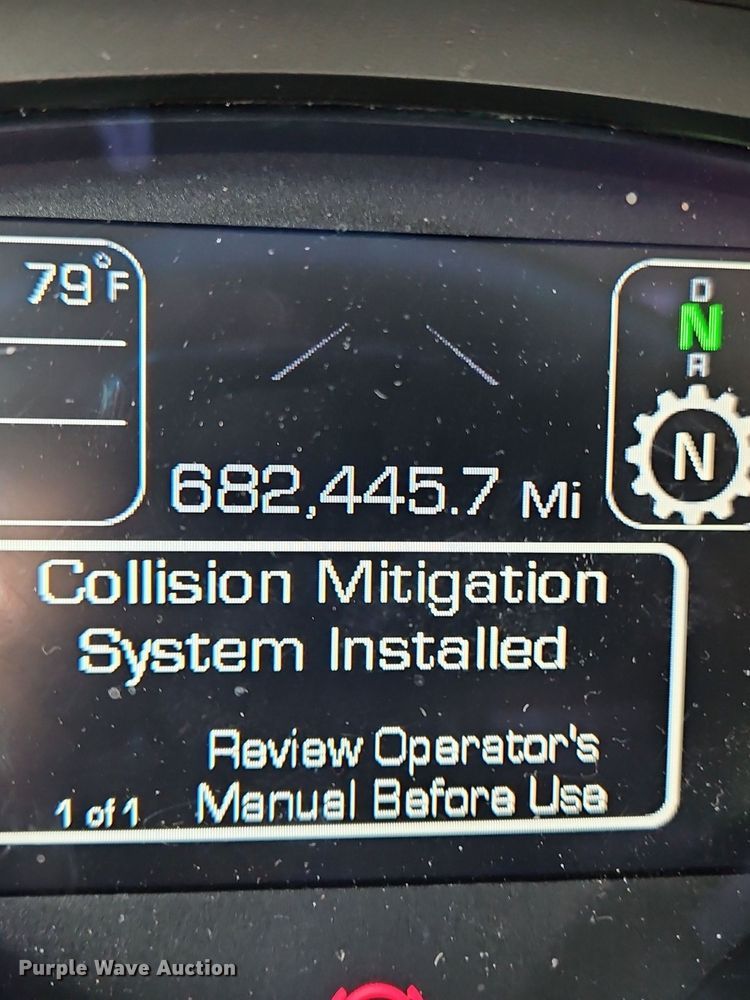 79°F
D
N
R
N
682,445.7 Mi
Collision Mitigation
System Installed
Review Operator's
1 of 1 Manual Before Use
Purple Wave Auction